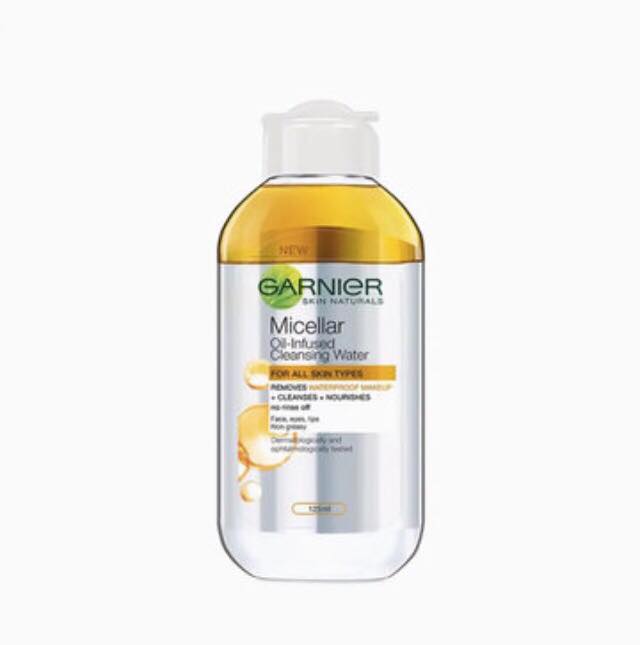 NEW
GARNIER
SKIN NATURALS
Micellar
Oil-Infused
Cleansing Water
FOR ALL SKIN TYPES
REMOVES WATERPROOF MAKEUP
+ CLEANSES + NOURISHES
no rinse off
Face, eyes, lips
Non greasy
Dermatologically and
ophtalmologically tested
125ml